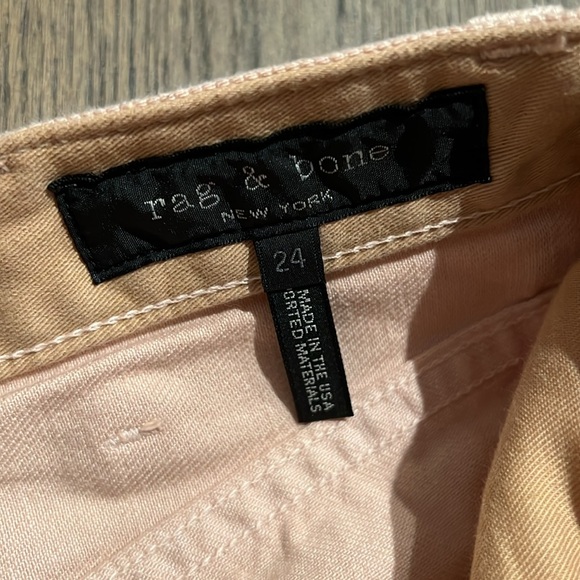 rag & bone
NEW YORK
24
MADE IN THE USA
ORTED MATERIALS